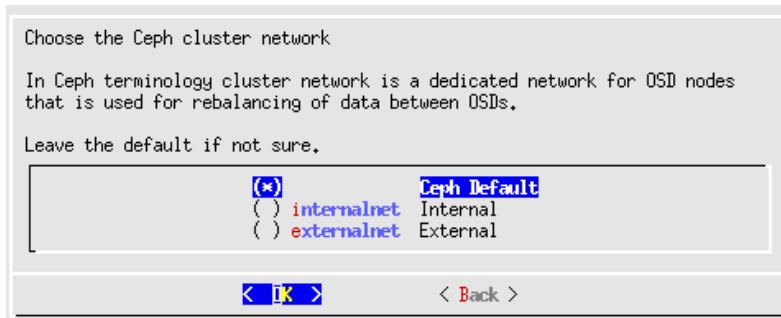 Choose the Ceph cluster network
In Ceph terminology cluster network is a dedicated network for OSD nodes
that is used for rebalancing of data between OSDs.
Leave the default if not sure.
(*) Ceph Default
( ) internalnet Internal
( ) externalnet External
< OK > < Back >